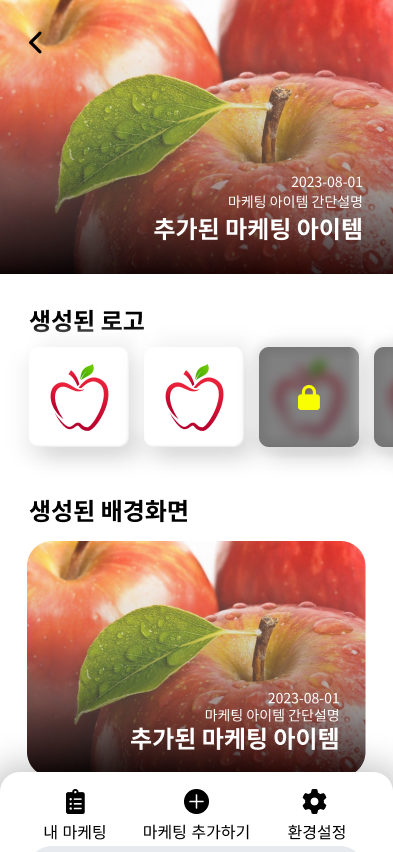 2023-08-01
마케팅 아이템 간단설명
추가된 마케팅 아이템
생성된 로고
생성된 배경화면
2023-08-01
마케팅 아이템 간단설명
추가된 마케팅 아이템
내 마케팅
마케팅 추가하기
환경설정